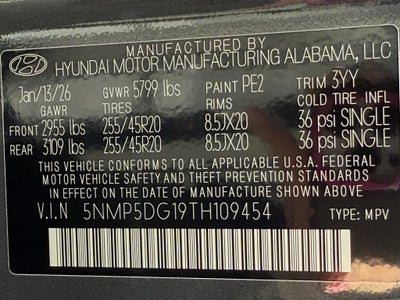 MANUFACTURED BY
HYUNDAI MOTOR MANUFACTURING ALABAMA, LLC
Jan/13/26 GVWR 5799 lbs PAINT PE2 TRIM 3YY
GAWR TIRES RIMS COLD TIRE INFL
FRONT 2955 lbs 255/45R20 8.5JX20 36 psi SINGLE
REAR 3109 lbs 255/45R20 8.5JX20 36 psi SINGLE
THIS VEHICLE CONFORMS TO ALL APPLICABLE U.S.A. FEDERAL
MOTOR VEHICLE SAFETY AND THEFT PREVENTION STANDARDS
IN EFFECT ON THE DATE OF MANUFACTURE SHOWN ABOVE.
V.I.N 5NMP5DG19TH109454 TYPE: MPV